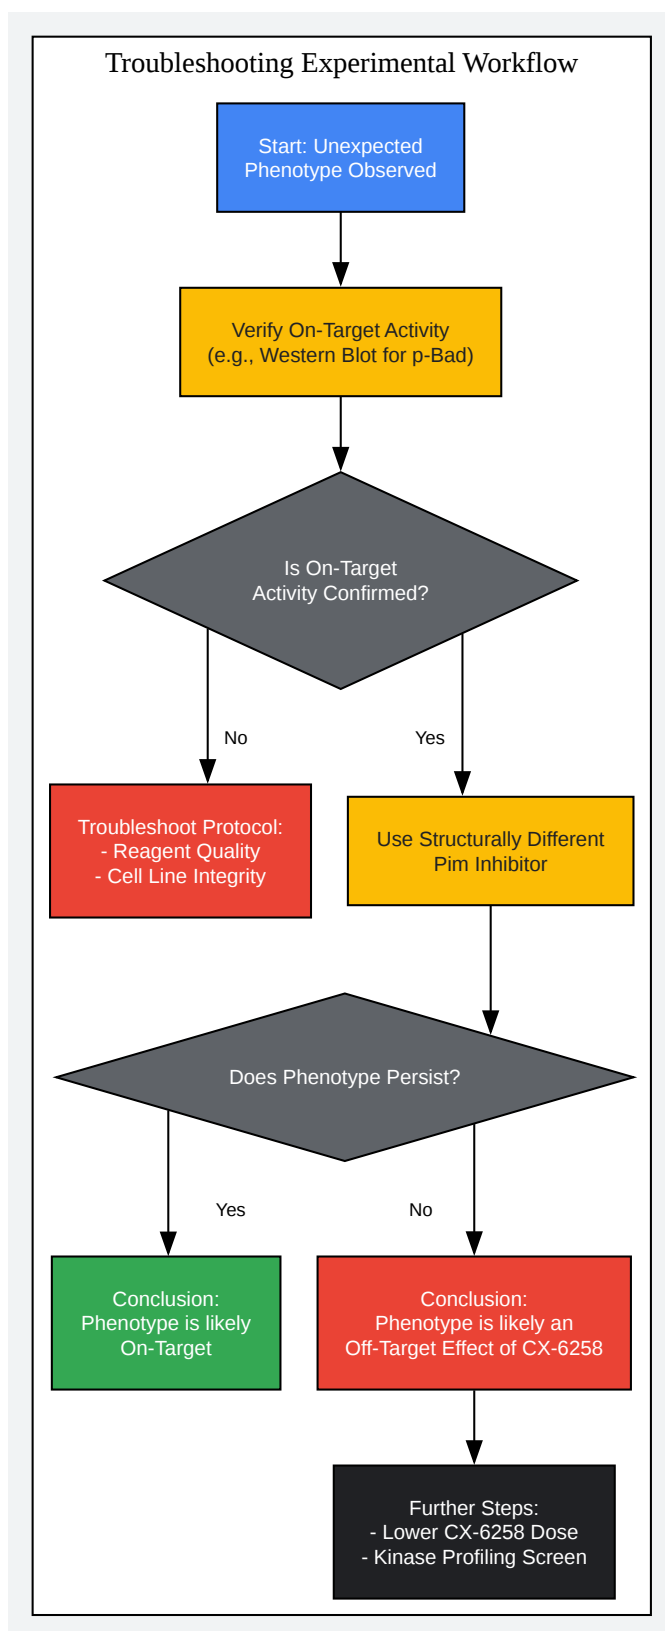 Troubleshooting Experimental Workflow
Start: Unexpected
Phenotype Observed
Verify On-Target Activity
(e.g., Western Blot for p-Bad)
Is On-Target
Activity Confirmed?
No
Yes
Troubleshoot Protocol:
- Reagent Quality
- Cell Line Integrity
Use Structurally Different
Pim Inhibitor
Does Phenotype Persist?
Yes
No
Conclusion:
Phenotype is likely
On-Target
Conclusion:
Phenotype is likely an
Off-Target Effect of CX-6258
Further Steps:
- Lower CX-6258 Dose
- Kinase Profiling Screen